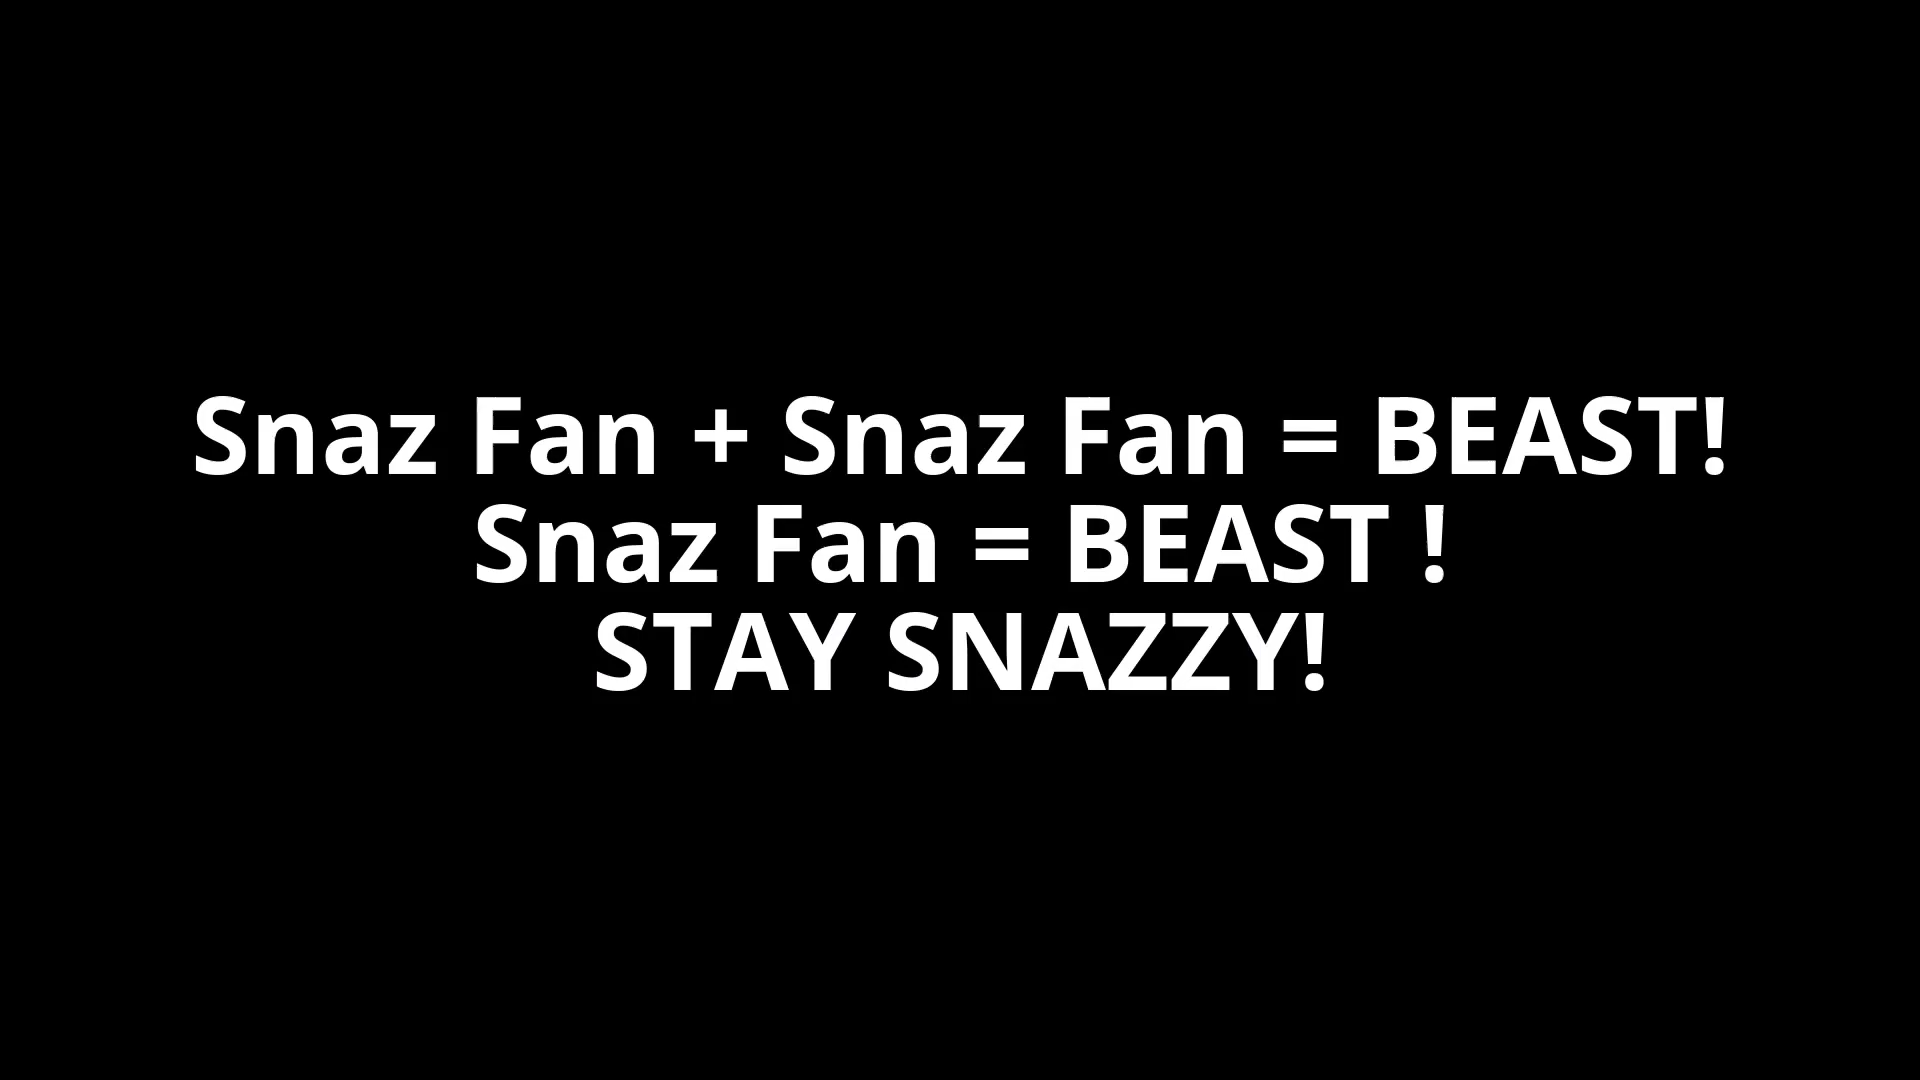 Snaz Fan + Snaz Fan = BEAST!
Snaz Fan = BEAST !
STAY SNAZZY!